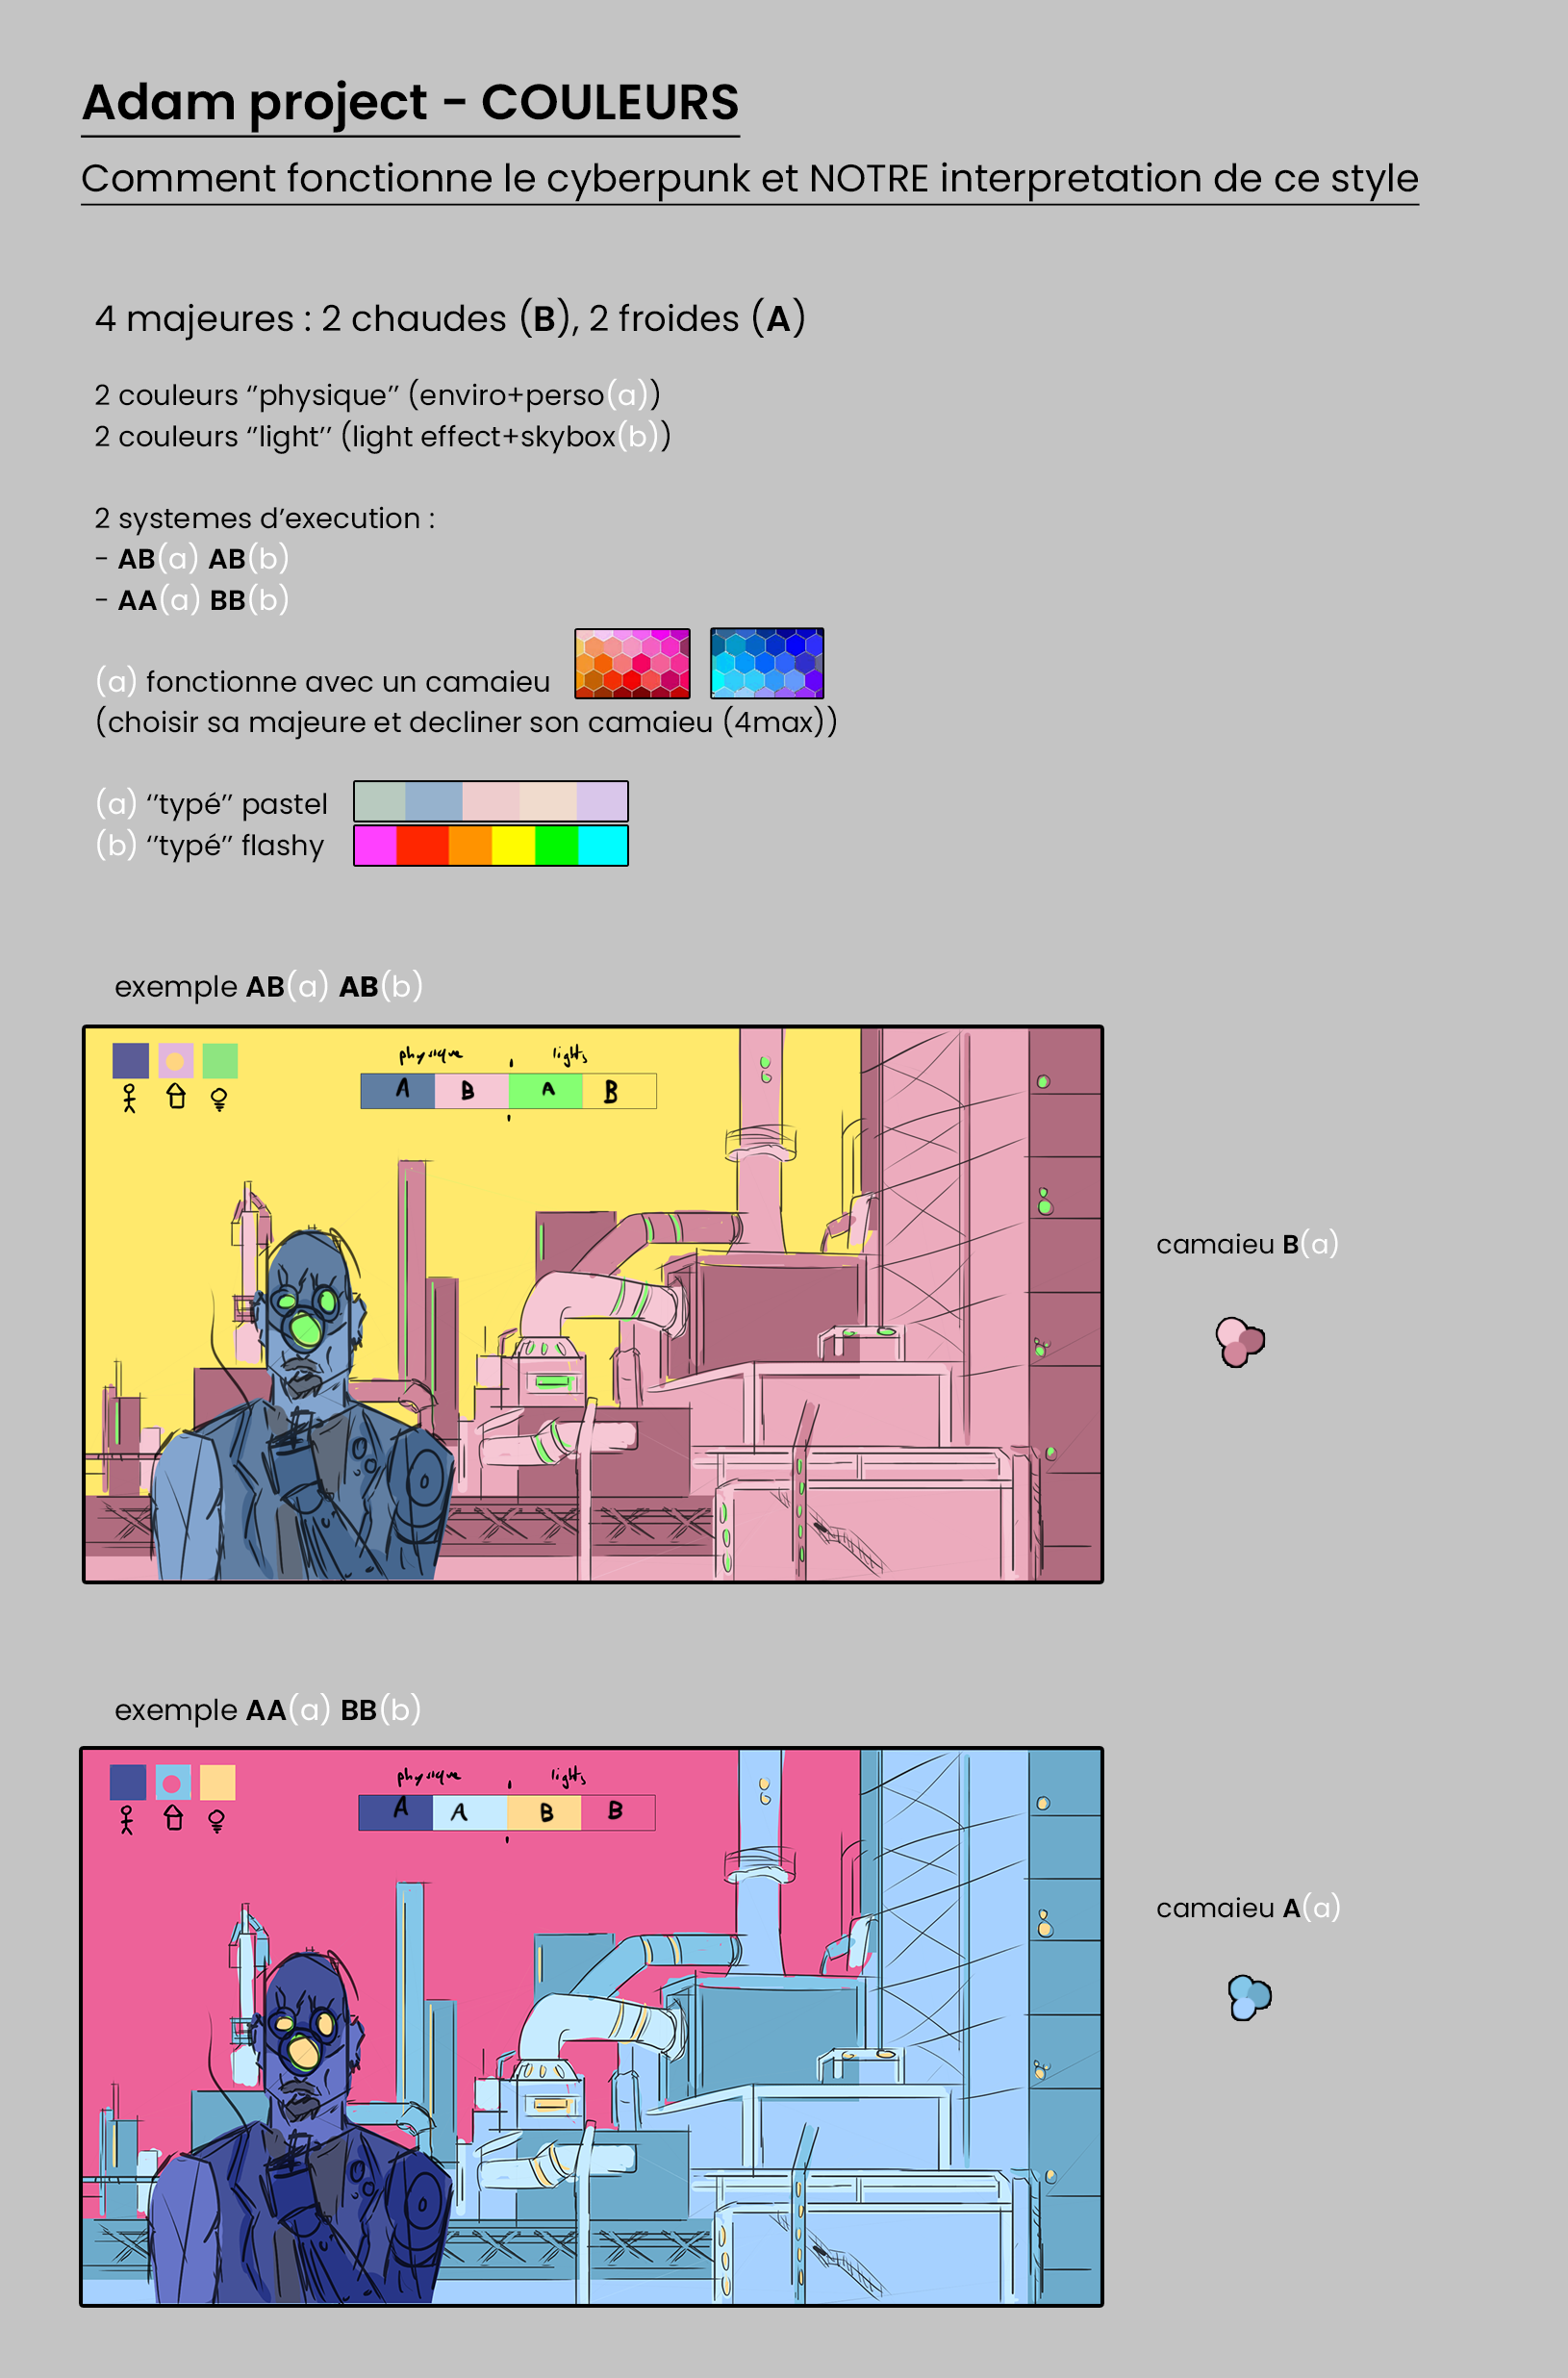 Adam project - COULEURS
Comment fonctionne le cyberpunk et NOTRE interpretation de ce style
4 majeures : 2 chaudes (B), 2 froides (A)
2 couleurs ‘’physique’’ (enviro+perso(a))
2 couleurs ‘’light’’ (light effect+skybox(b))
2 systemes d’execution :
- AB(a) AB(b)
- AA(a) BB(b)
(a) fonctionne avec un camaieu
(choisir sa majeure et decliner son camaieu (4max))
(a) ‘’typé’’ pastel
(b) ‘’typé’’ flashy
exemple AB(a) AB(b)
physique lights
A B A B
camaieu B(a)
exemple AA(a) BB(b)
physique lights
A A B B
camaieu A(a)